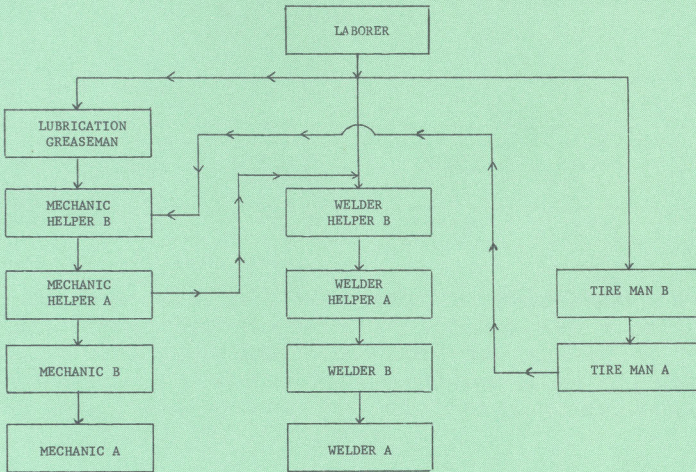 LABORER
LUBRICATION
GREASEMAN
MECHANIC
HELPER B
WELDER
HELPER B
MECHANIC
HELPER A
WELDER
HELPER A
TIRE MAN B
MECHANIC B
WELDER B
TIRE MAN A
MECHANIC A
WELDER A